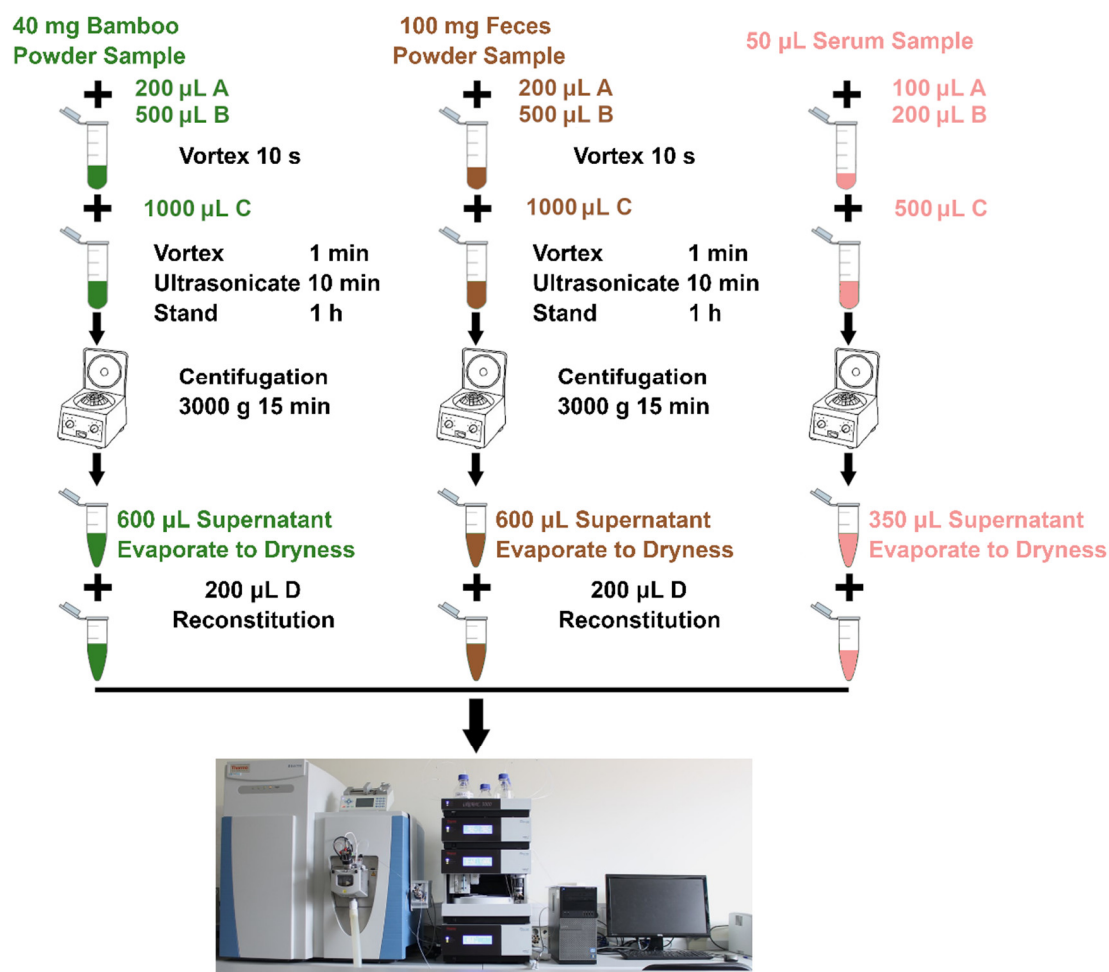 40 mg Bamboo
Powder Sample
200 µL A
500 µL B
Vortex 10 s
1000 µL C
Vortex 1 min
Ultrasonicate 10 min
Stand 1 h
Centifugation
3000 g 15 min
600 µL Supernatant
Evaporate to Dryness
200 µL D
Reconstitution
100 mg Feces
Powder Sample
200 µL A
500 µL B
Vortex 10 s
1000 µL C
Vortex 1 min
Ultrasonicate 10 min
Stand 1 h
Centifugation
3000 g 15 min
600 µL Supernatant
Evaporate to Dryness
200 µL D
Reconstitution
50 µL Serum Sample
100 µL A
200 µL B
500 µL C
350 µL Supernatant
Evaporate to Dryness